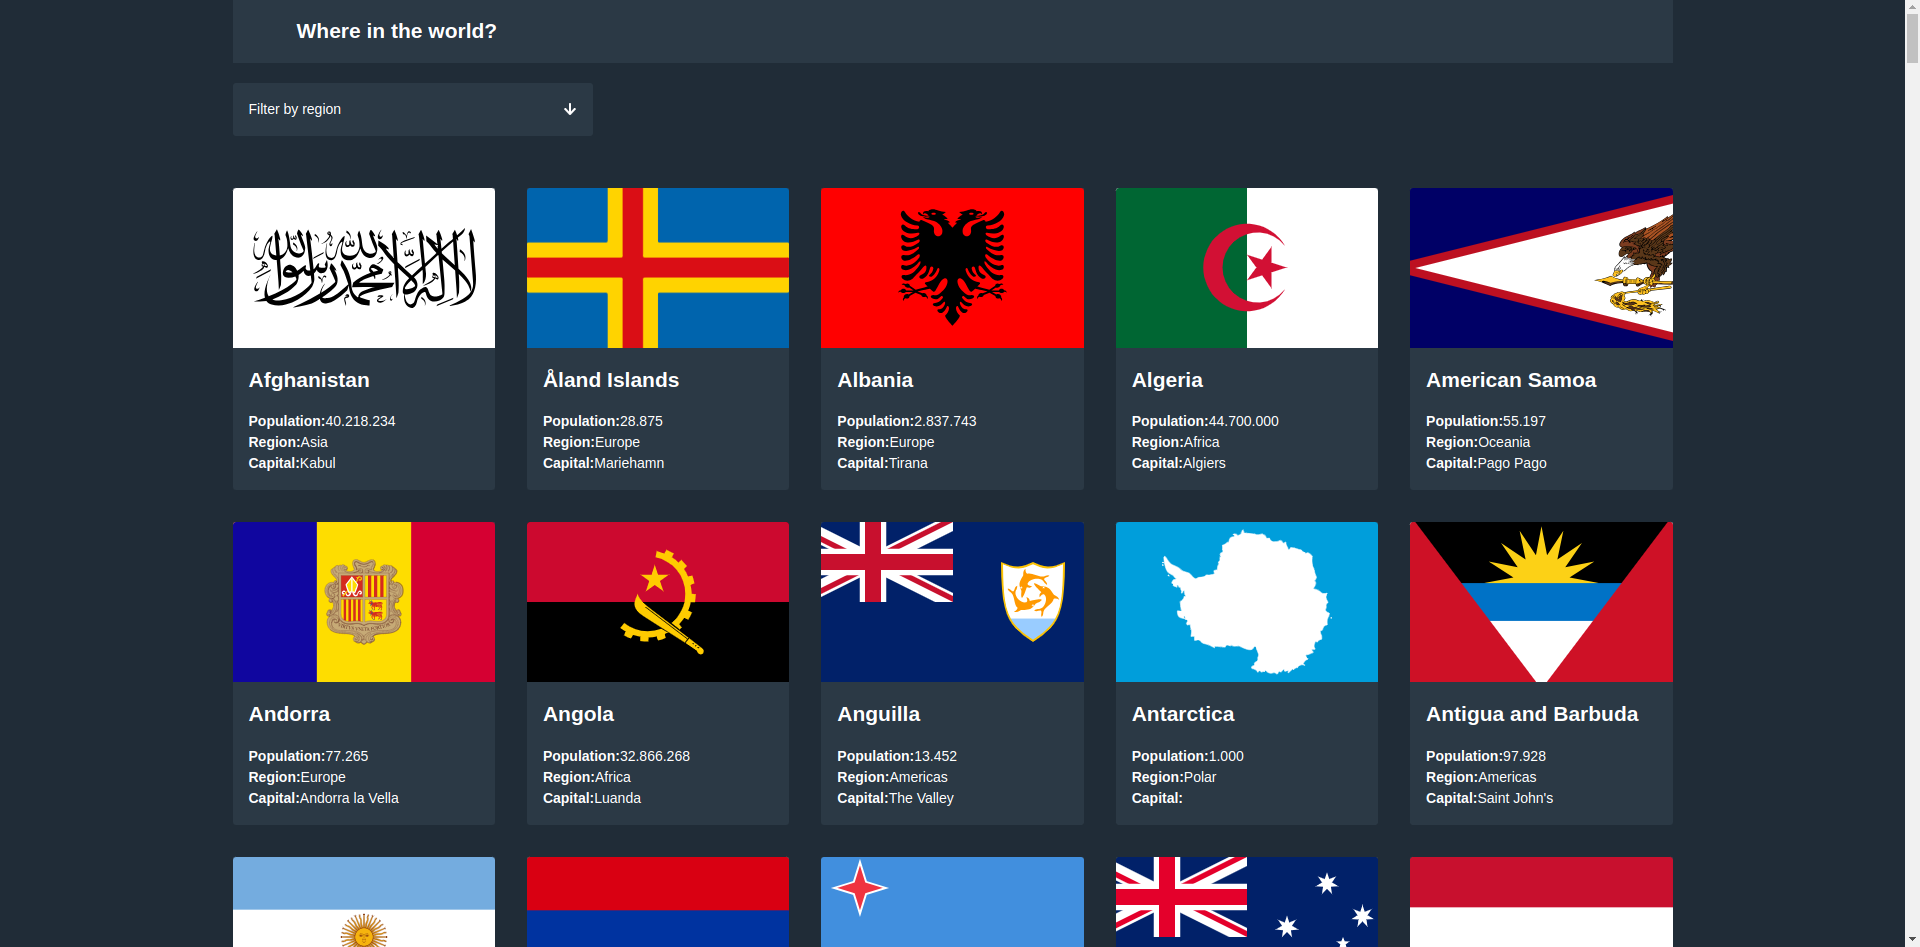 Where in the world?
Filter by region
لا إله إلا الله محمد رسول الله
Afghanistan
Population:40.218.234
Region:Asia
Capital:Kabul
Åland Islands
Population:28.875
Region:Europe
Capital:Mariehamn
Albania
Population:2.837.743
Region:Europe
Capital:Tirana
Algeria
Population:44.700.000
Region:Africa
Capital:Algiers
American Samoa
Population:55.197
Region:Oceania
Capital:Pago Pago
Andorra
Population:77.265
Region:Europe
Capital:Andorra la Vella
Angola
Population:32.866.268
Region:Africa
Capital:Luanda
Anguilla
Population:13.452
Region:Americas
Capital:The Valley
Antarctica
Population:1.000
Region:Polar
Capital:
Antigua and Barbuda
Population:97.928
Region:Americas
Capital:Saint John's